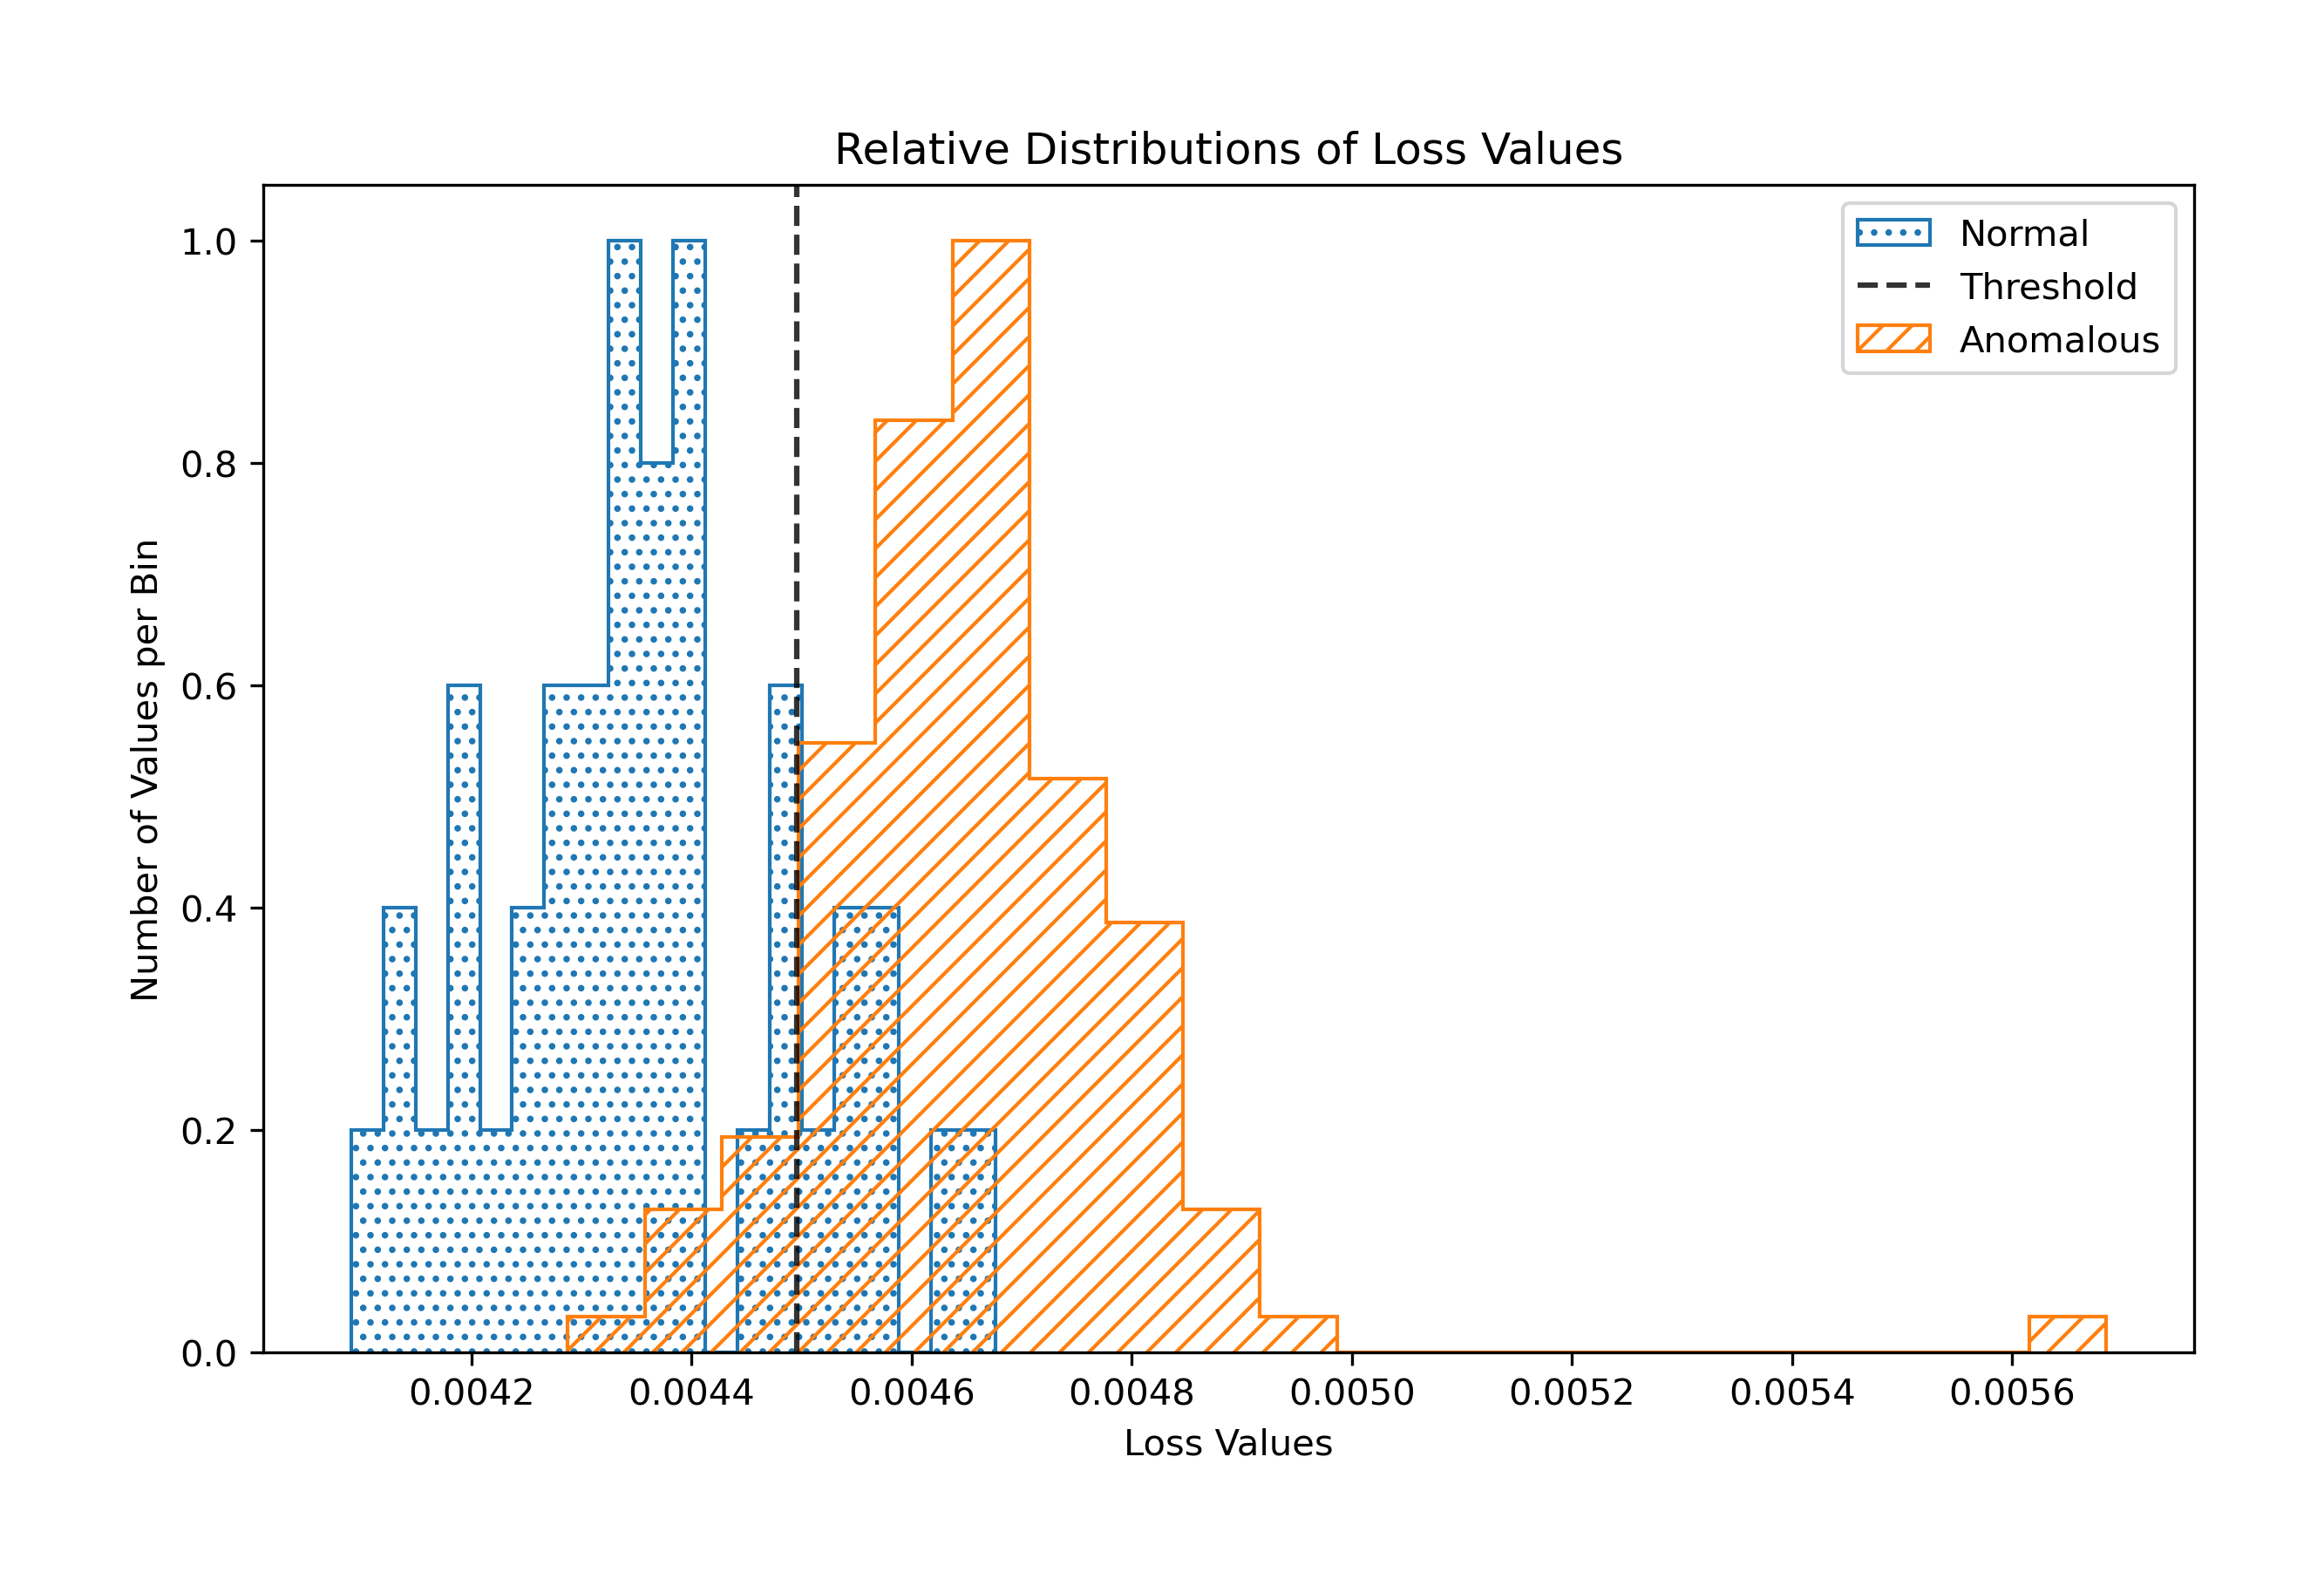 Relative Distributions of Loss Values
Normal
Threshold
Anomalous
Number of Values per Bin
1.0
0.8
0.6
0.4
0.2
0.0
0.0042 0.0044 0.0046 0.0048 0.0050 0.0052 0.0054 0.0056
Loss Values